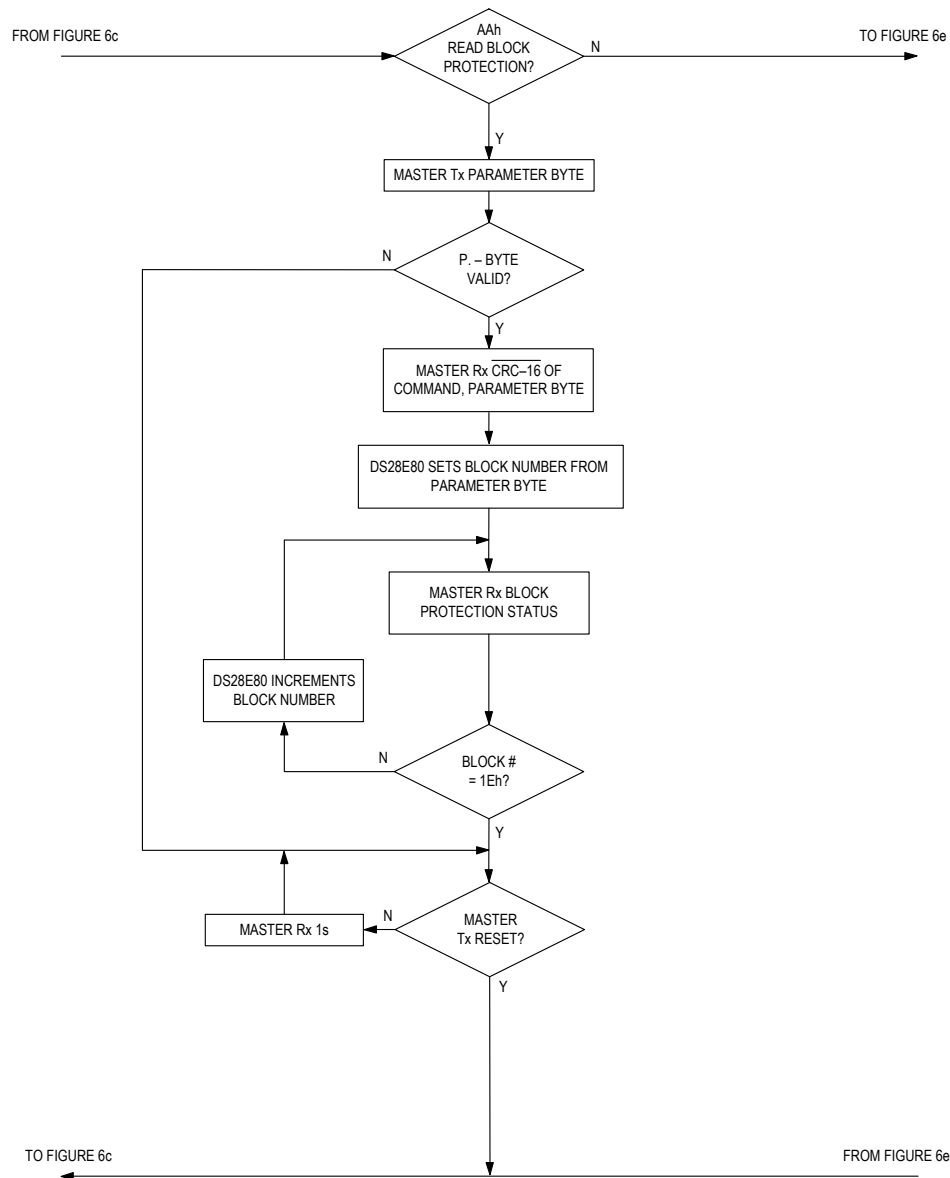 FROM FIGURE 6c
AAh
READ BLOCK
PROTECTION?
N
TO FIGURE 6e
Y
MASTER Tx PARAMETER BYTE
N
P. – BYTE
VALID?
Y
MASTER Rx CRC–16 OF
COMMAND, PARAMETER BYTE
DS28E80 SETS BLOCK NUMBER FROM
PARAMETER BYTE
MASTER Rx BLOCK
PROTECTION STATUS
DS28E80 INCREMENTS
BLOCK NUMBER
N
BLOCK #
= 1Eh?
Y
MASTER Rx 1s
N
MASTER
Tx RESET?
Y
TO FIGURE 6c
FROM FIGURE 6e